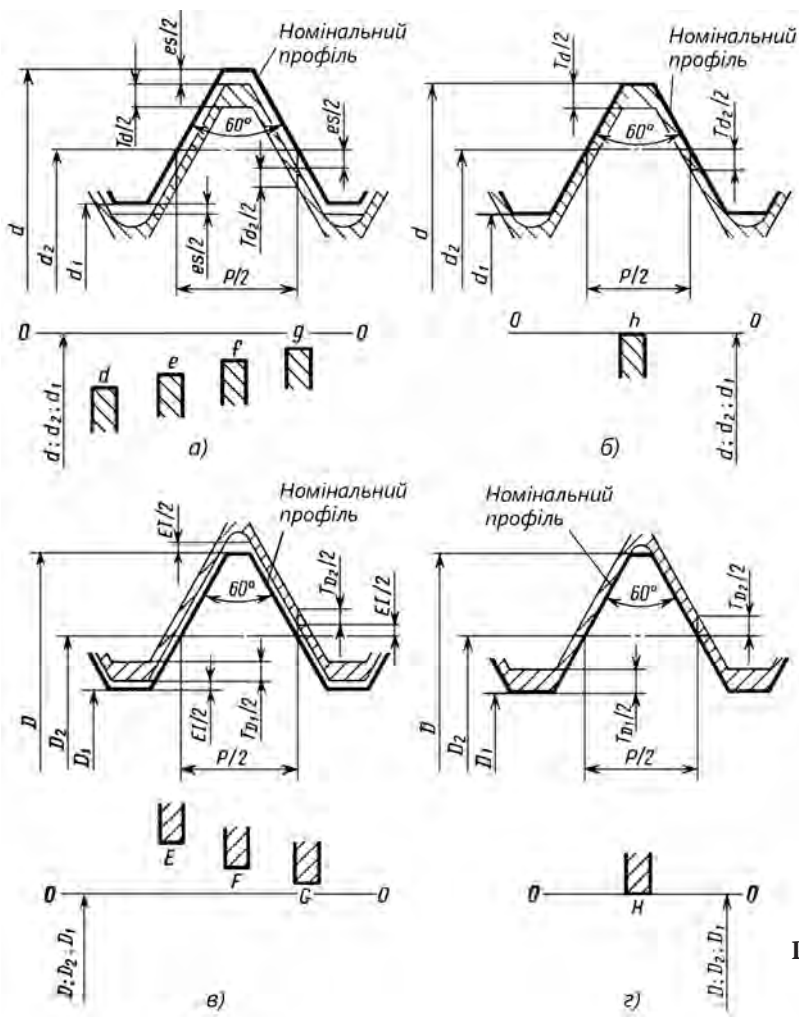 es/2
Номінальний
профіль
Td/2
60°
es/2
Td₂/2
es/2
d
d₂
d₁
P/2
0 0
d e f g
d; d₂; d₁
а)
Td/2
Номінальний
профіль
Td₂/2
60°
d
d₂
d₁
P/2
0 h 0
d; d₂; d₁
б)
EI/2
Номінальний
профіль
60°
TD₂/2
EI/2
EI/2
TD₁/2
D
D₂
D₁
P/2
E
F
G
0 0
D; D₂; D₁
в)
Номінальний
профіль
60°
TD₂/2
TD₁/2
D
D₂
D₁
P/2
0 H 0
D; D₂; D₁
г)